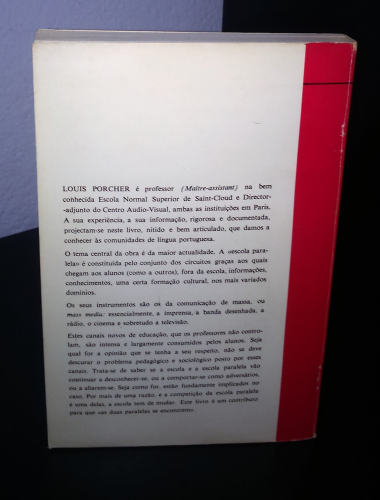 LOUIS PORCHER é professor (Maître-assistant) na bem
conhecida Escola Normal Superior de Saint-Cloud e Director-
-adjunto do Centro Audio-Visual, ambas as instituições em Paris.
A sua experiência, a sua informação, rigorosa e documentada,
projectam-se neste livro, nítido e bem articulado, que damos a
conhecer às comunidades de língua portuguesa.
O tema central da obra é da maior actualidade. A «escola para-
lela» é constituída pelo conjunto dos circuitos graças aos quais
chegam aos alunos (como a outros), fora da escola, informações,
conhecimentos, uma certa formação cultural, nos mais variados
domínios.
Os seus instrumentos são os da comunicação de massa, ou
mass media: essencialmente, a imprensa, a banda desenhada, a
rádio, o cinema e sobretudo a televisão.
Estes canais novos de educação, que os professores não contro-
lam, são intensa e largamente consumidos pelos alunos. Seja
qual for a opinião que se tenha a seu respeito, não se deve
descurar o problema pedagógico e sociológico posto por esses
canais. Trata-se de saber se a escola e a escola paralela vão
continuar a desconhecer-se, ou a comportar-se como adversários,
ou a aliarem-se. Seja como for, estão fundamente implicados no
caso. Por mais de uma razão, e a competição da escola paralela
é uma delas, a escola tem de mudar. Este livro é um contributo
para que «as duas paralelas se encontrem».